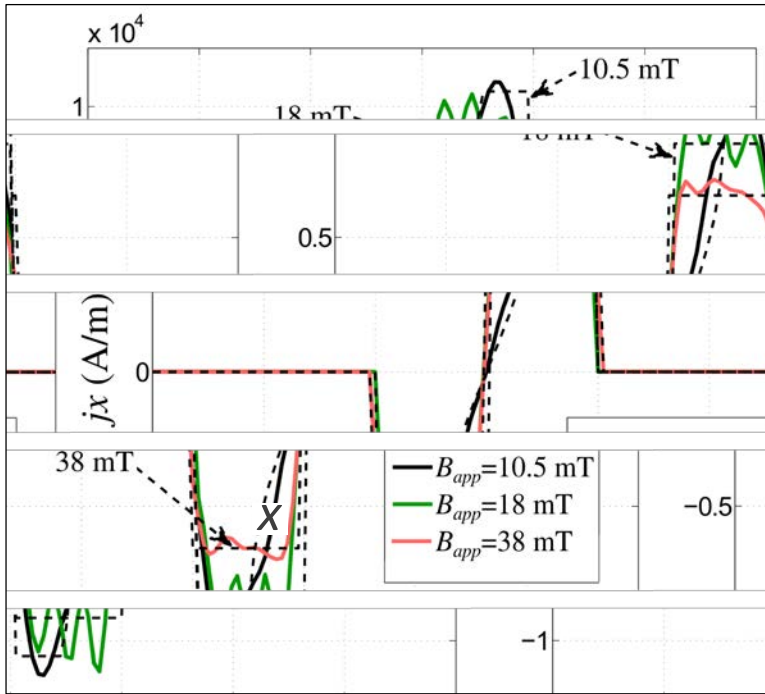 x 10⁴
10.5 mT
1
18 mT
18 mT
0.5
jx (A/m)
0
38 mT
B_app=10.5 mT
x
-0.5
B_app=18 mT
B_app=38 mT
-1